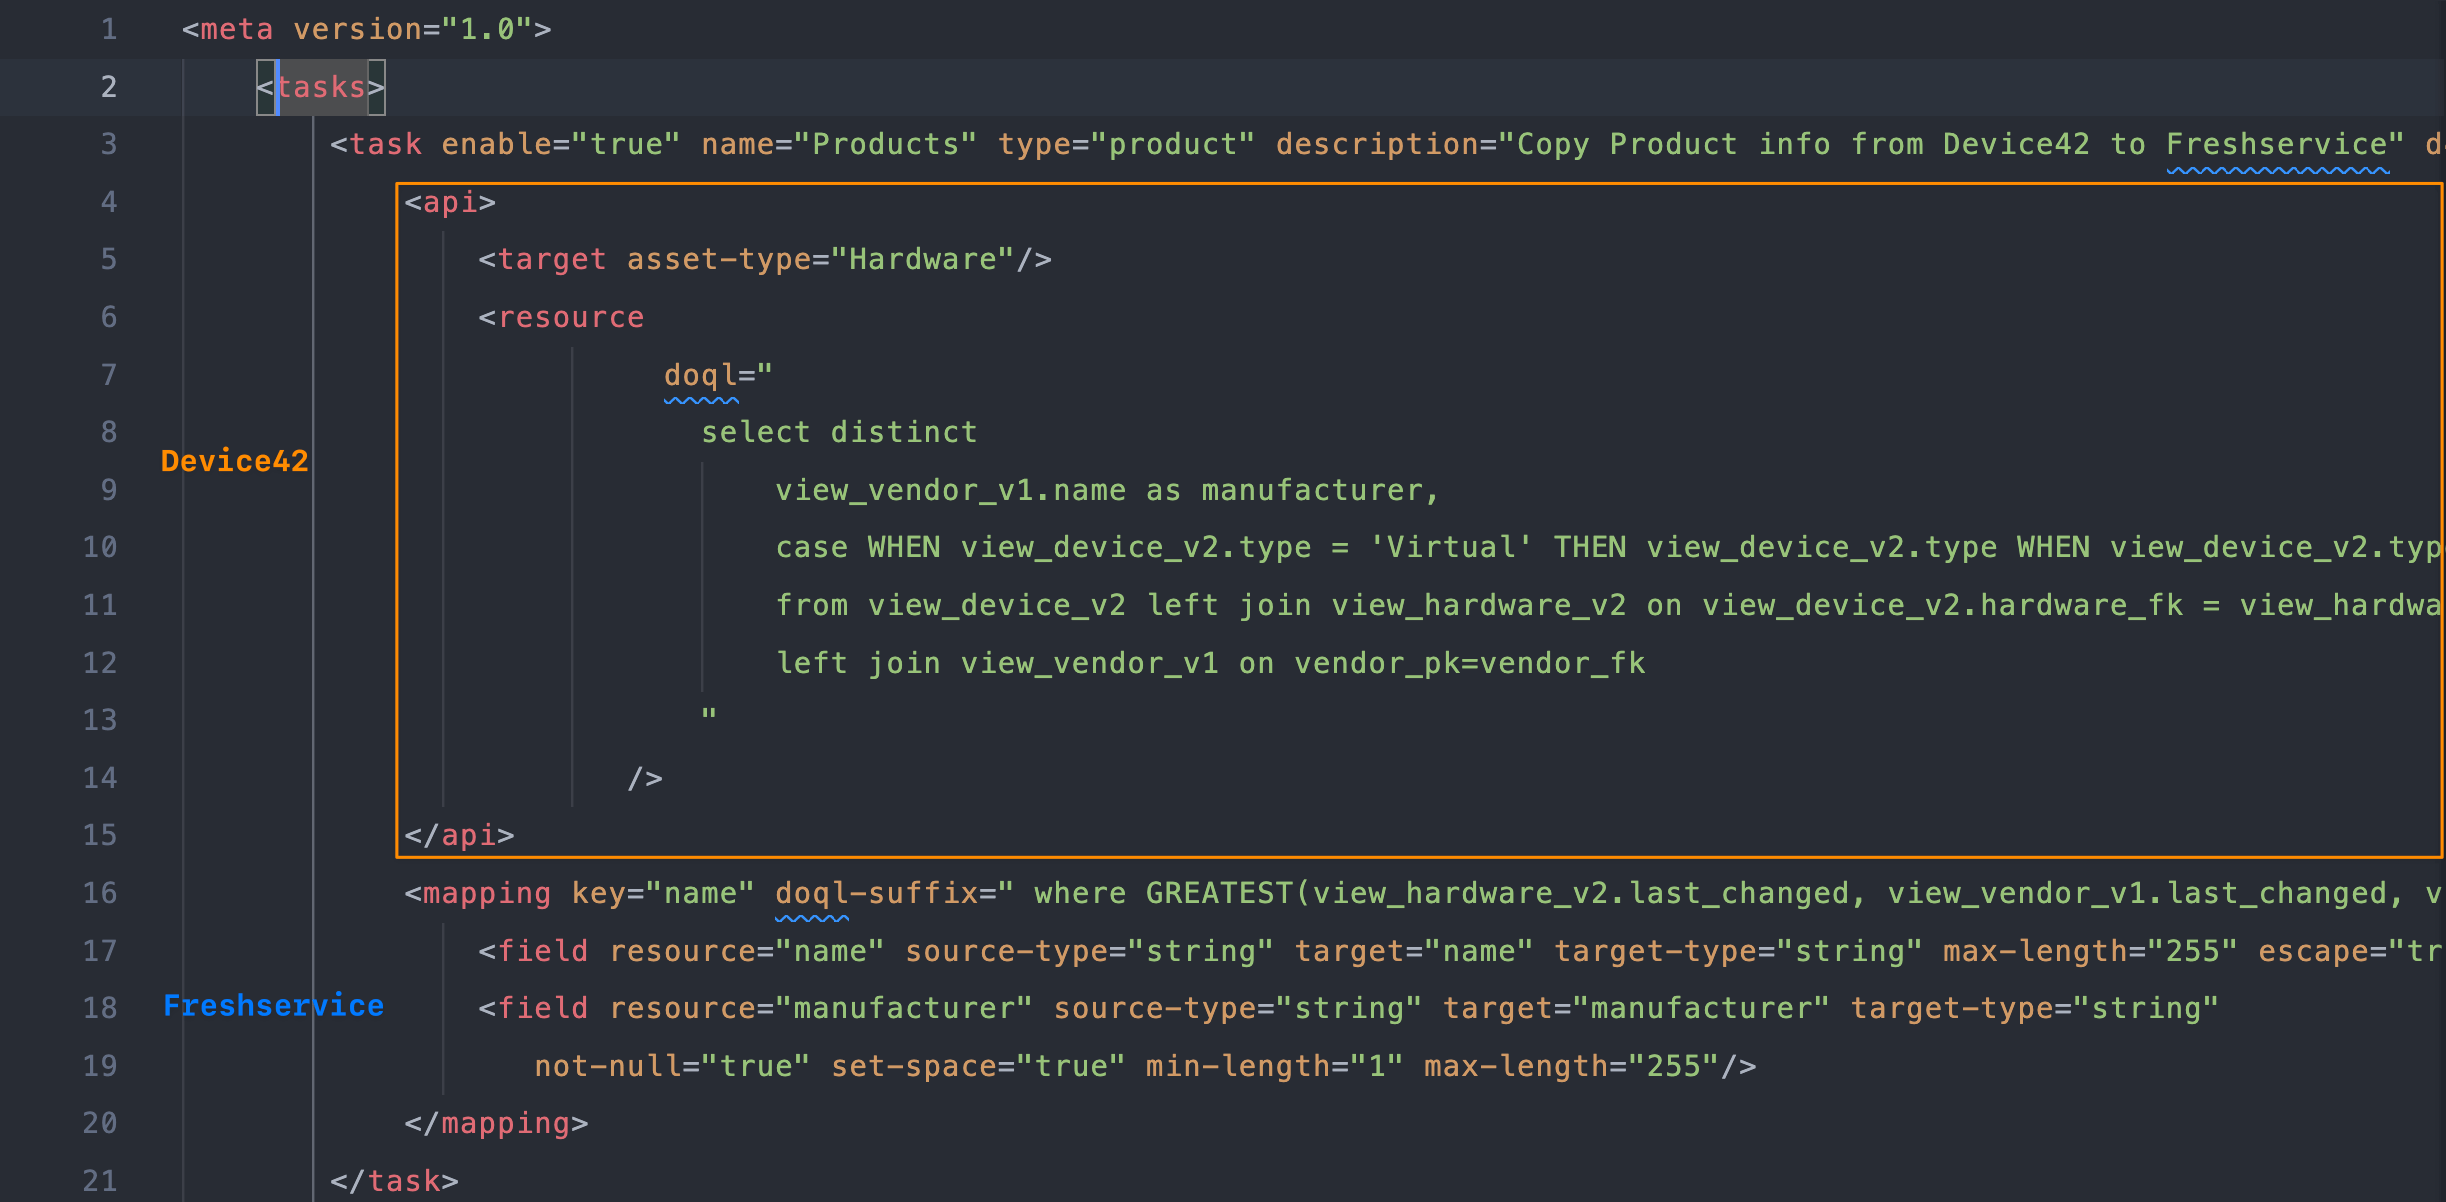 1 <meta version="1.0">
2 <tasks>
3 <task enable="true" name="Products" type="product" description="Copy Product info from Device42 to Freshservice" d
4 <api>
5 <target asset-type="Hardware"/>
6 <resource
7 doql="
8 select distinct
Device42
9 view_vendor_v1.name as manufacturer,
10 case WHEN view_device_v2.type = 'Virtual' THEN view_device_v2.type WHEN view_device_v2.typ
11 from view_device_v2 left join view_hardware_v2 on view_device_v2.hardware_fk = view_hardwa
12 left join view_vendor_v1 on vendor_pk=vendor_fk
13 "
14 />
15 </api>
16 <mapping key="name" doql-suffix=" where GREATEST(view_hardware_v2.last_changed, view_vendor_v1.last_changed, v
17 <field resource="name" source-type="string" target="name" target-type="string" max-length="255" escape="tr
Freshservice
18 <field resource="manufacturer" source-type="string" target="manufacturer" target-type="string"
19 not-null="true" set-space="true" min-length="1" max-length="255"/>
20 </mapping>
21 </task>